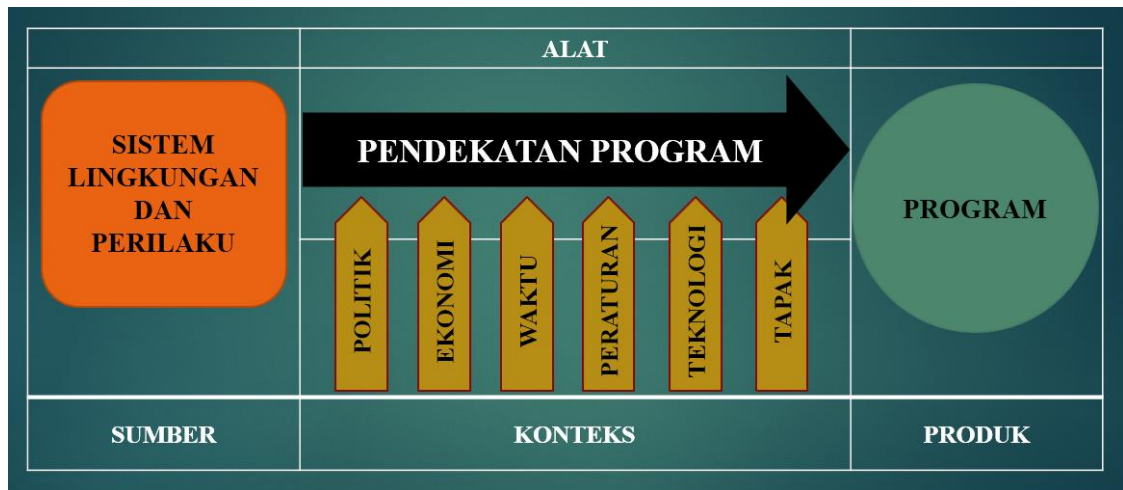 ALAT
SISTEM
LINGKUNGAN
DAN
PERILAKU
PENDEKATAN PROGRAM
PROGRAM
POLITIK
EKONOMI
WAKTU
PERATURAN
TEKNOLOGI
TAPAK
SUMBER
KONTEKS
PRODUK